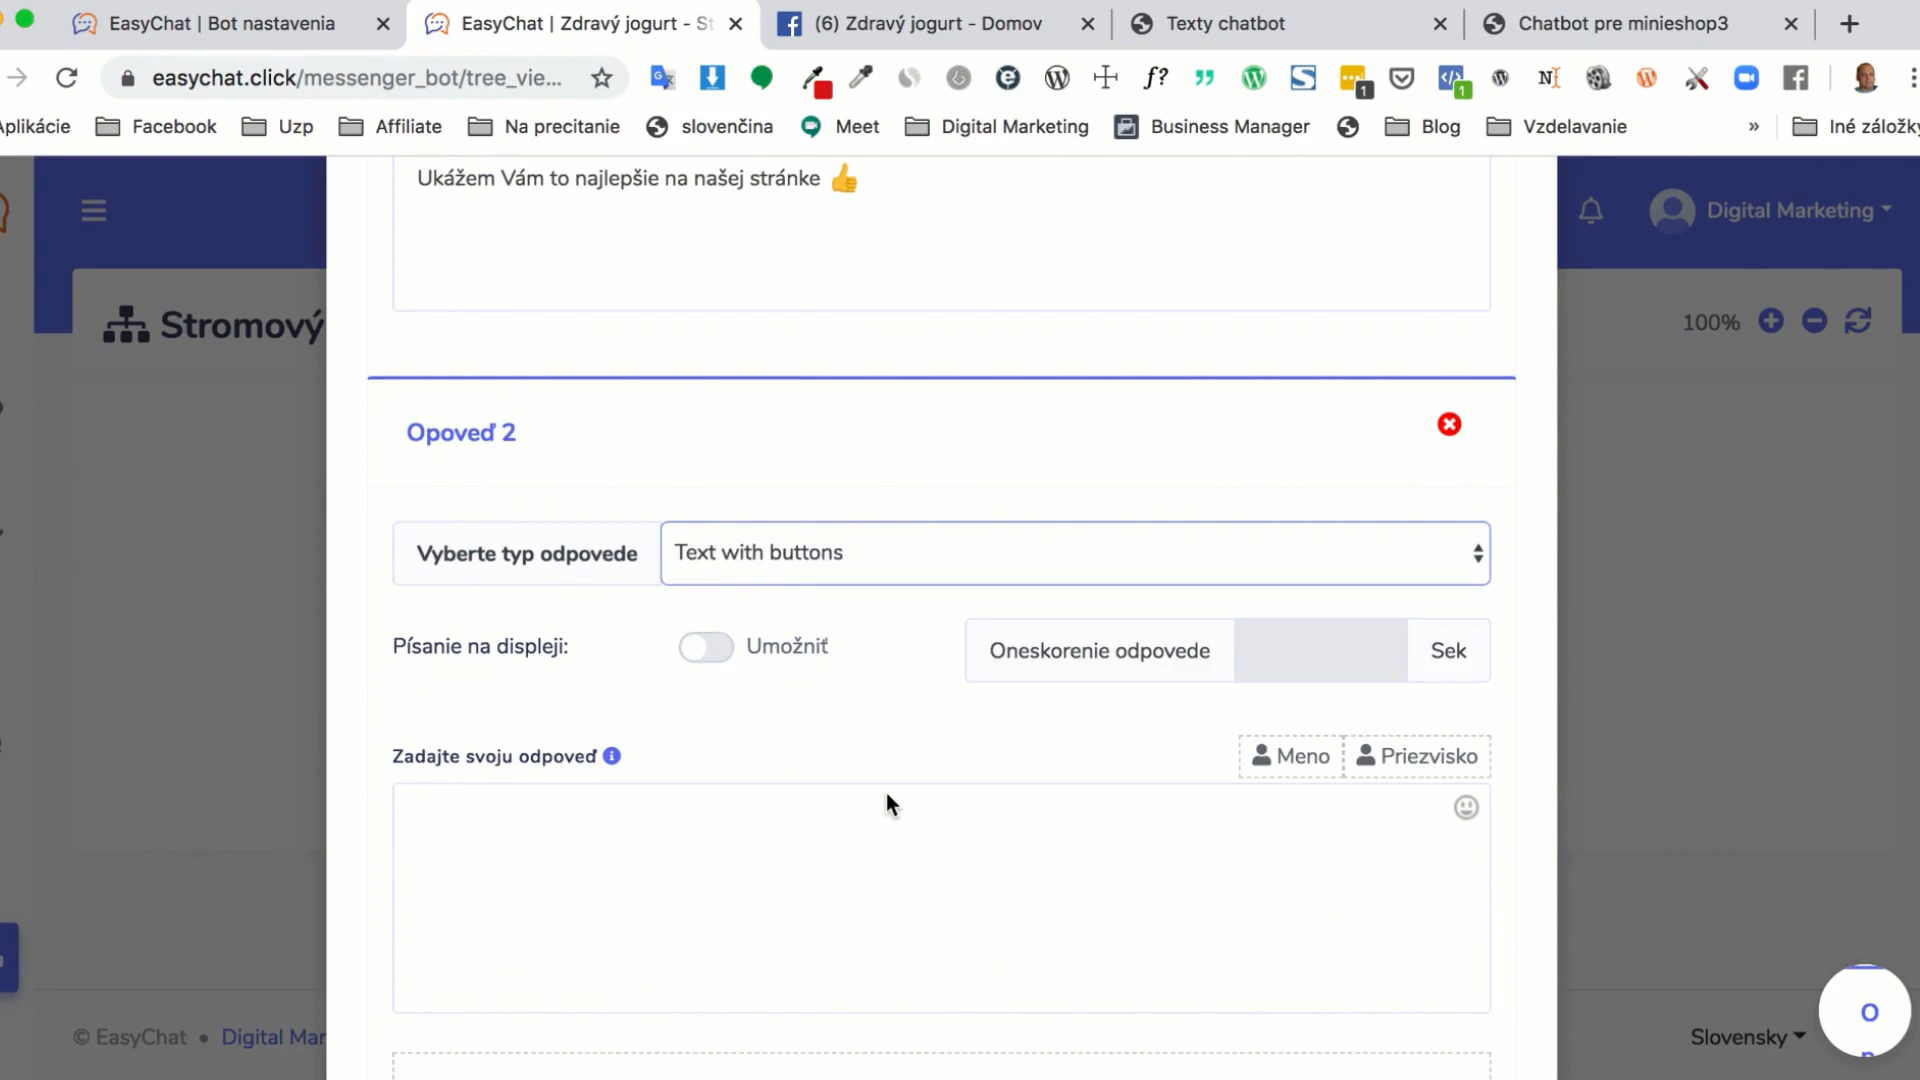 EasyChat | Bot nastavenia
EasyChat | Zdravý jogurt - St
(6) Zdravý jogurt - Domov
Texty chatbot
Chatbot pre minieshop3
easychat.click/messenger_bot/tree_vie...
plikácie
Facebook
Uzp
Affiliate
Na precitanie
slovenčina
Meet
Digital Marketing
Business Manager
Blog
Vzdelavanie
»
Iné záložky
Ukážem Vám to najlepšie na našej stránke 👍
Digital Marketing
Stromový
100%
Opoveď 2
Vyberte typ odpovede
Text with buttons
Písanie na displeji:
Umožniť
Oneskorenie odpovede
Sek
Zadajte svoju odpoveď
Meno
Priezvisko
© EasyChat • Digital Mar
Slovensky